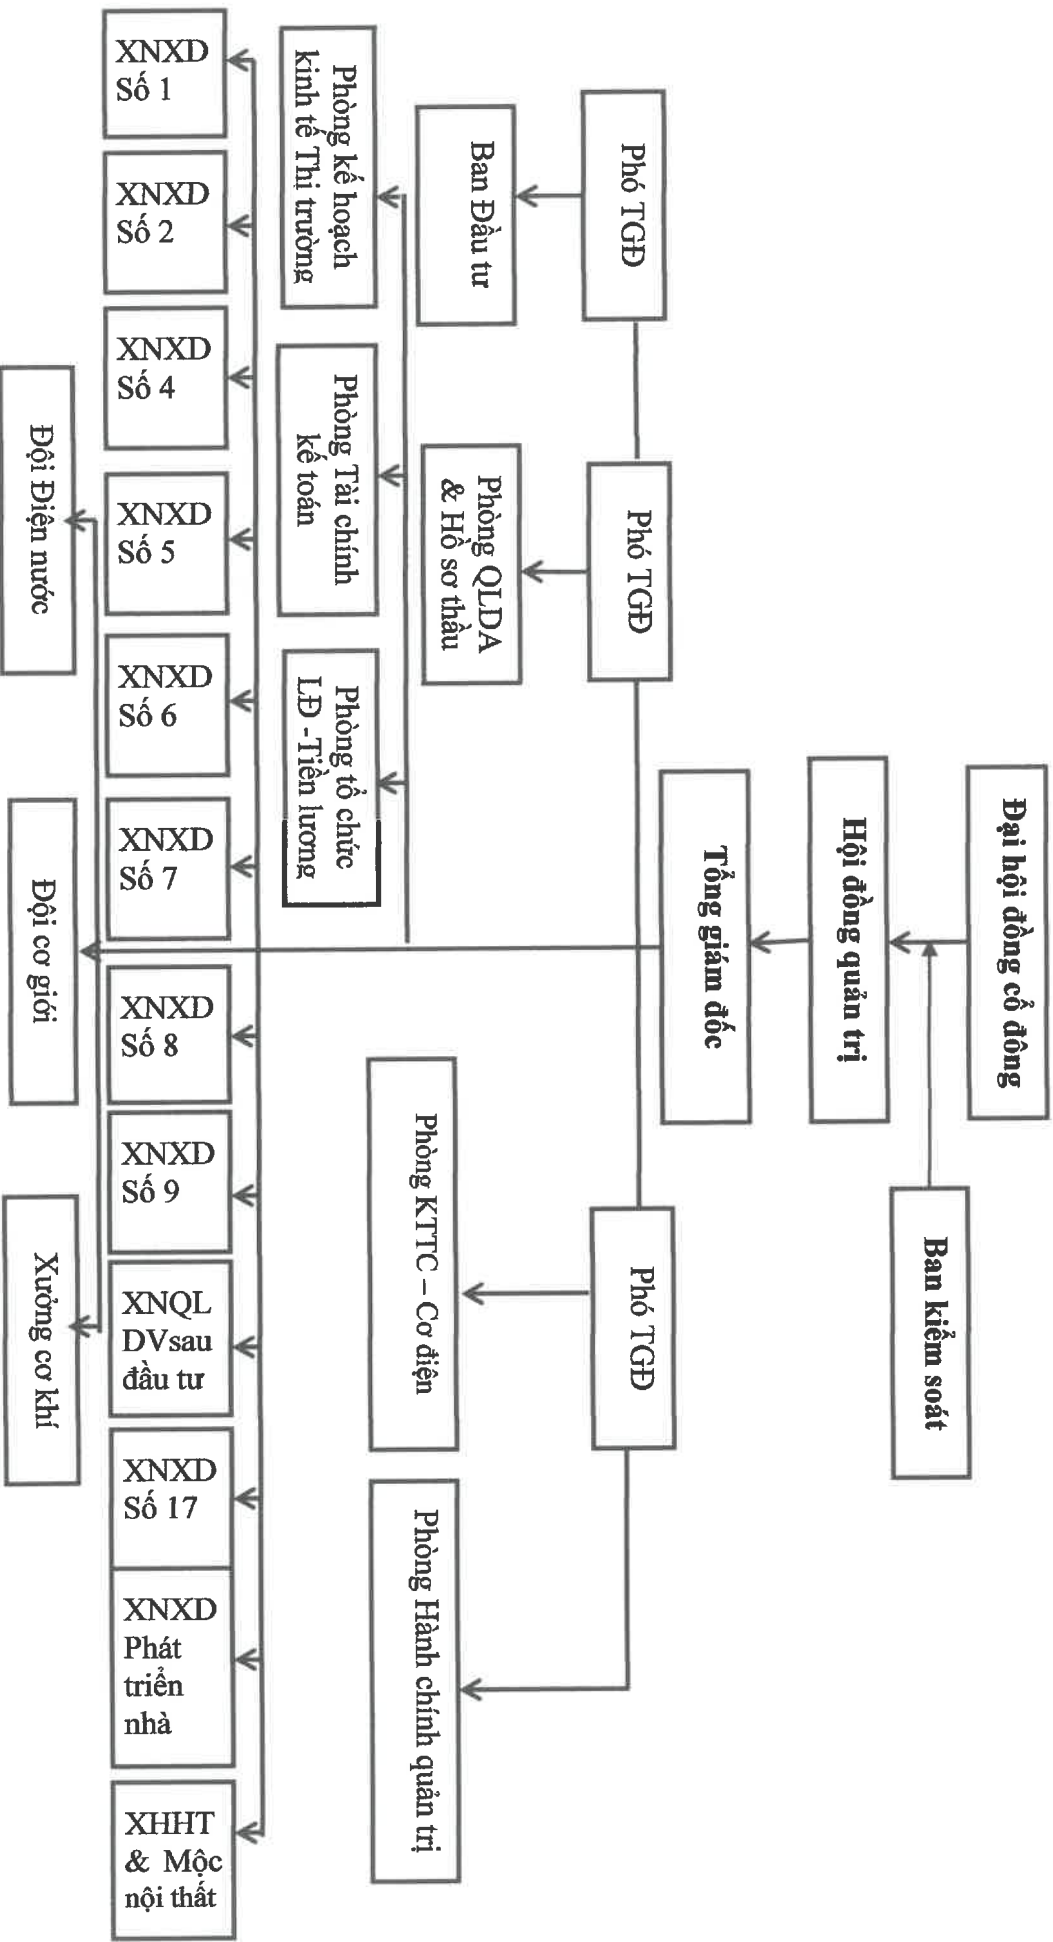 Đại hội đồng cổ đông
Hội đồng quản trị
Ban kiểm soát
Tổng giám đốc
Phó TGĐ
Phó TGĐ
Phó TGĐ
Ban Đầu tư
Phòng QLDA
& Hồ sơ thầu
Phòng KTTC – Cơ điện
Phòng Hành chính quản trị
Phòng kế hoạch
kinh tế Thị trường
Phòng Tài chính
kế toán
Phòng tổ chức
LĐ -Tiền lương
XNXD
Số 1
XNXD
Số 2
XNXD
Số 4
XNXD
Số 5
XNXD
Số 6
XNXD
Số 7
XNXD
Số 8
XNXD
Số 9
XNQL
DVsau
đầu tư
XNXD
Số 17
XNXD
Phát
triển
nhà
XHHT
& Mộc
nội thất
Đội Điện nước
Đội cơ giới
Xưởng cơ khí